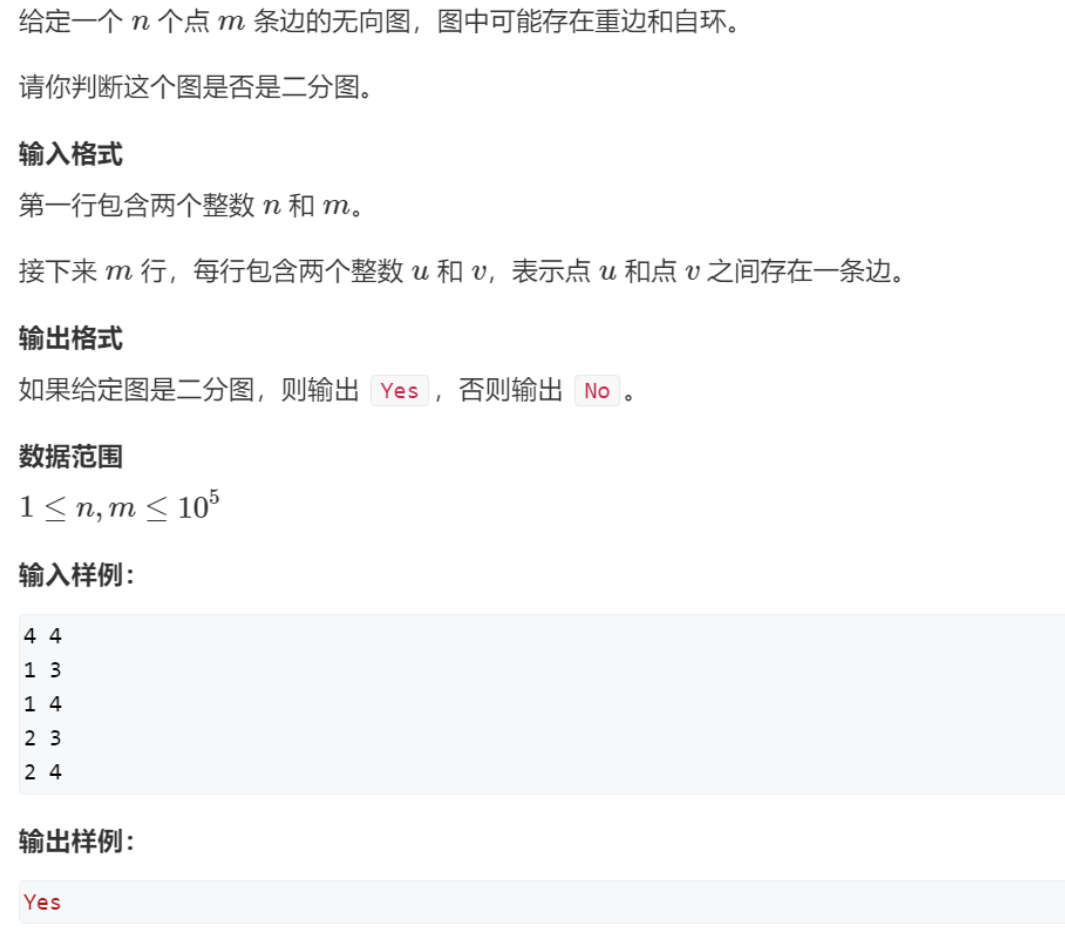 给定一个 n 个点 m 条边的无向图，图中可能存在重边和自环。
请你判断这个图是否是二分图。
输入格式
第一行包含两个整数 n 和 m。
接下来 m 行，每行包含两个整数 u 和 v，表示点 u 和点 v 之间存在一条边。
输出格式
如果给定图是二分图，则输出 Yes ，否则输出 No 。
数据范围
1 ≤ n, m ≤ 10⁵
输入样例：
4 4
1 3
1 4
2 3
2 4
输出样例：
Yes